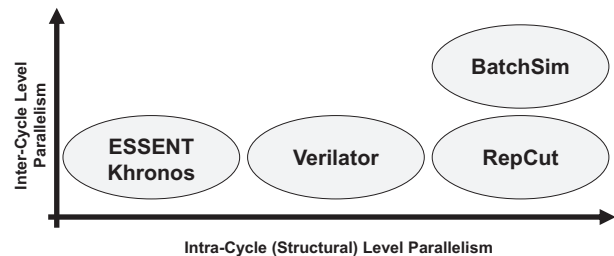 Inter-Cycle Level
Parallelism
BatchSim
ESSENT
Khronos
Verilator
RepCut
Intra-Cycle (Structural) Level Parallelism